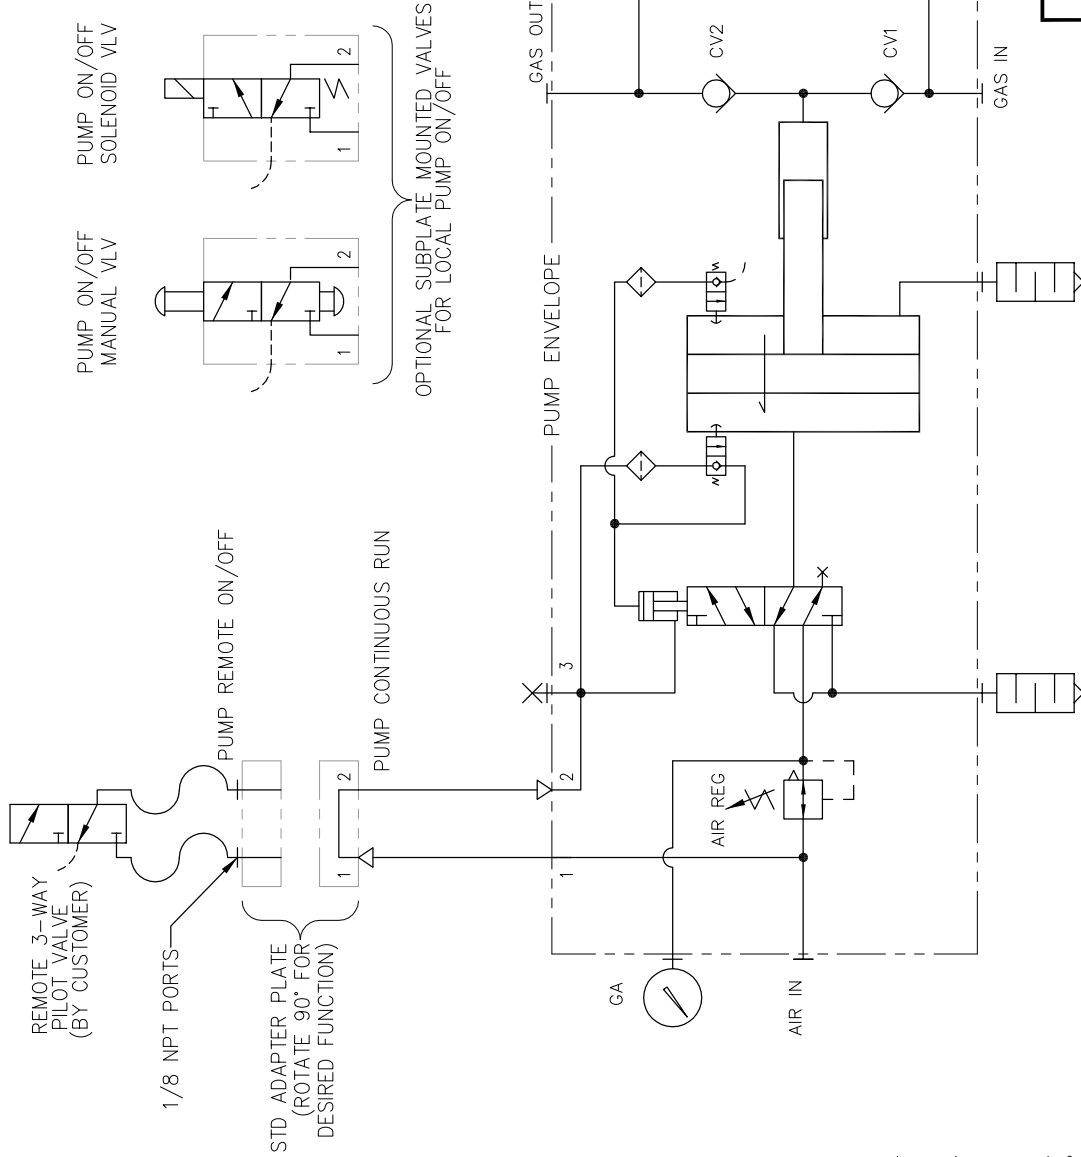 PUMP ON/OFF
SOLENOID VLV
2
1
PUMP ON/OFF
MANUAL VLV
2
1
OPTIONAL SUBPLATE MOUNTED VALVES
FOR LOCAL PUMP ON/OFF
GAS OUT
CV2
CV1
GAS IN
PUMP ENVELOPE
REMOTE 3-WAY
PILOT VALVE
(BY CUSTOMER)
1/8 NPT PORTS
PUMP REMOTE ON/OFF
STD ADAPTER PLATE
(ROTATE 90° FOR
DESIRED FUNCTION)
2
1
PUMP CONTINUOUS RUN
3
2
1
AIR REG
GA
AIR IN